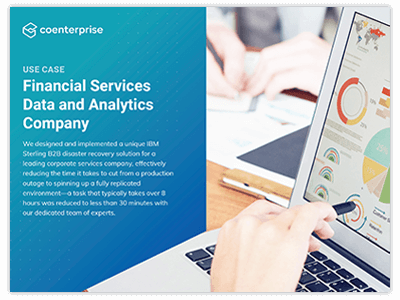 coenterprise
USE CASE
Financial Services
Data and Analytics
Company
We designed and implemented a unique IBM
Sterling B2B disaster recovery solution for a
leading corporate services company, effectively
reducing the time it takes to cut from a production
outage to spinning up a fully replicated
environment—a task that typically takes over 8
hours was reduced to less than 30 minutes with
our dedicated team of experts.